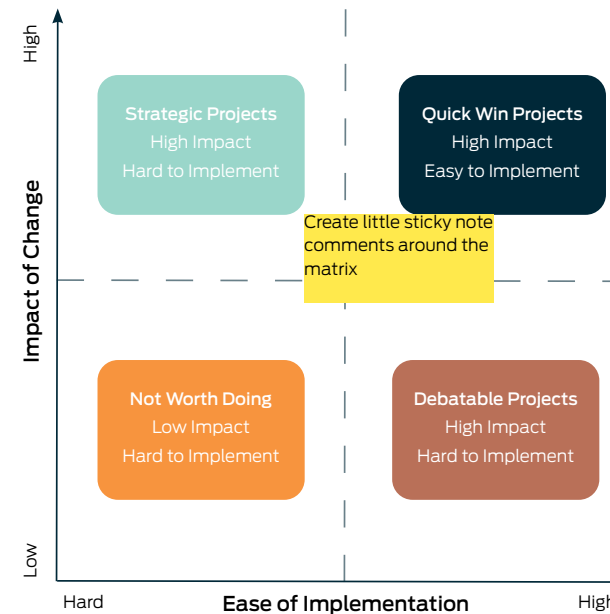 High
Strategic Projects
High Impact
Hard to Implement
Quick Win Projects
High Impact
Easy to Implement
Create little sticky note
comments around the
matrix
Impact of Change
Not Worth Doing
Low Impact
Hard to Implement
Debatable Projects
High Impact
Hard to Implement
Low
Hard
Ease of Implementation
High